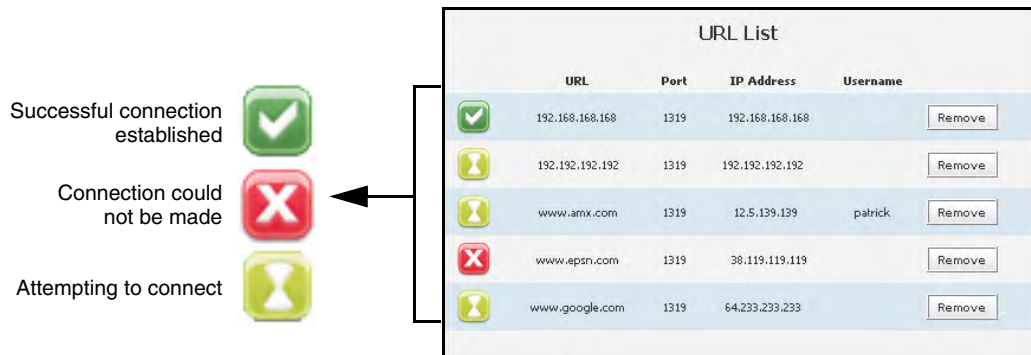 Successful connection
established
Connection could
not be made
Attempting to connect
URL List
URL Port IP Address Username
192.168.168.168 1319 192.168.168.168 Remove
192.192.192.192 1319 192.192.192.192 Remove
www.amx.com 1319 12.5.139.139 patrick Remove
www.epsn.com 1319 38.119.119.119 Remove
www.google.com 1319 64.233.233.233 Remove